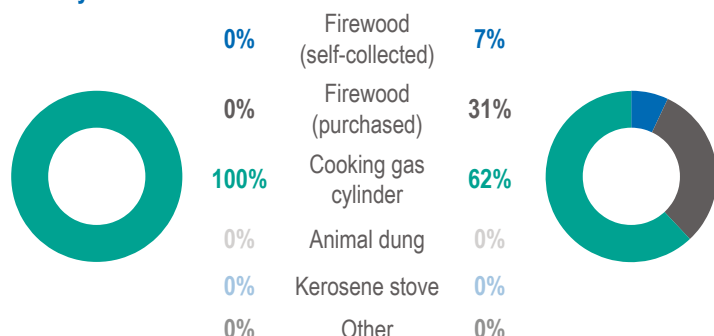 0% Firewood 7%
(self-collected)
0% Firewood 31%
(purchased)
100% Cooking gas 62%
cylinder
0% Animal dung 0%
0% Kerosene stove 0%
0% Other 0%